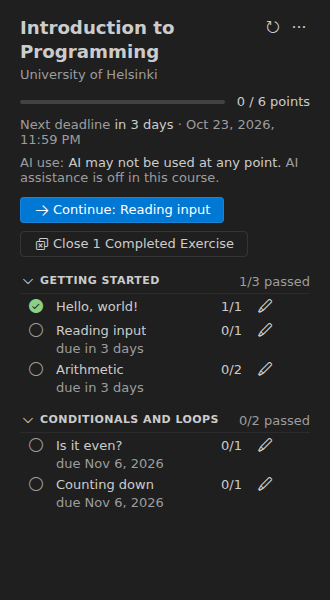 Introduction to
Programming
University of Helsinki
0 / 6 points
Next deadline in 3 days · Oct 23, 2026,
11:59 PM
AI use: AI may not be used at any point. AI
assistance is off in this course.
Continue: Reading input
Close 1 Completed Exercise
GETTING STARTED 1/3 passed
Hello, world! 1/1
Reading input 0/1
due in 3 days
Arithmetic 0/2
due in 3 days
CONDITIONALS AND LOOPS 0/2 passed
Is it even? 0/1
due Nov 6, 2026
Counting down 0/1
due Nov 6, 2026